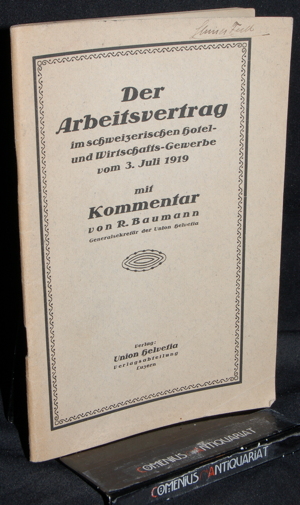 Der
Arbeitsvertrag
im schweizerischen Hotel-
und Wirtschafts-Gewerbe
vom 3. Juli 1919
mit
Kommentar
von R. Baumann
Generalsekretär der Union Helvetia
Verlag:
Union Helvetia
Verlagsabteilung
Luzern
COMENIUS ANTIQUARIAT
COMENIUS ANTIQUARIAT